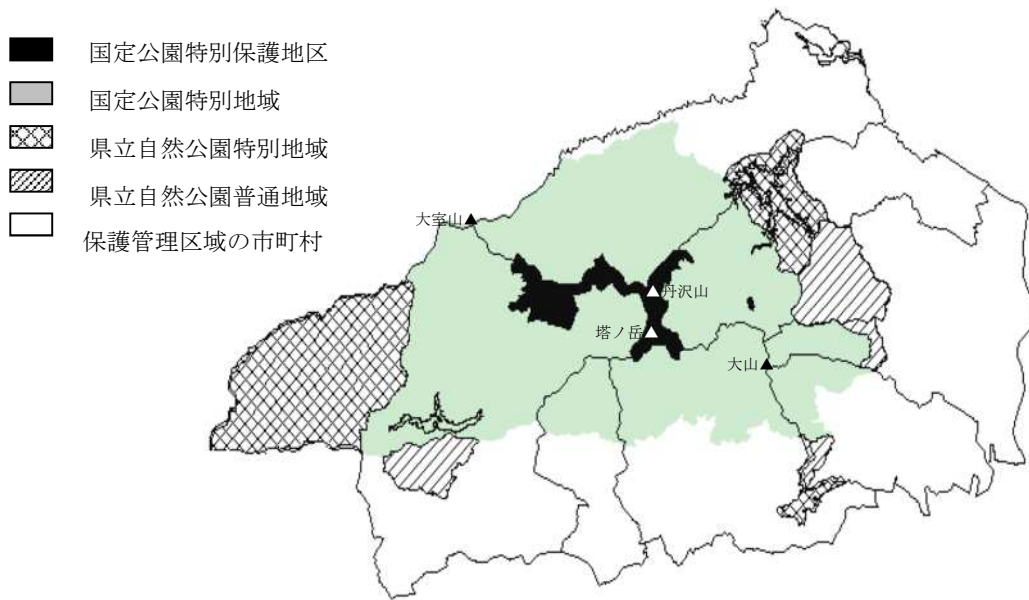 国定公園特別保護地区
国定公園特別地域
県立自然公園特別地域
県立自然公園普通地域
保護管理区域の市町村
大室山
丹沢山
塔ノ岳
大山